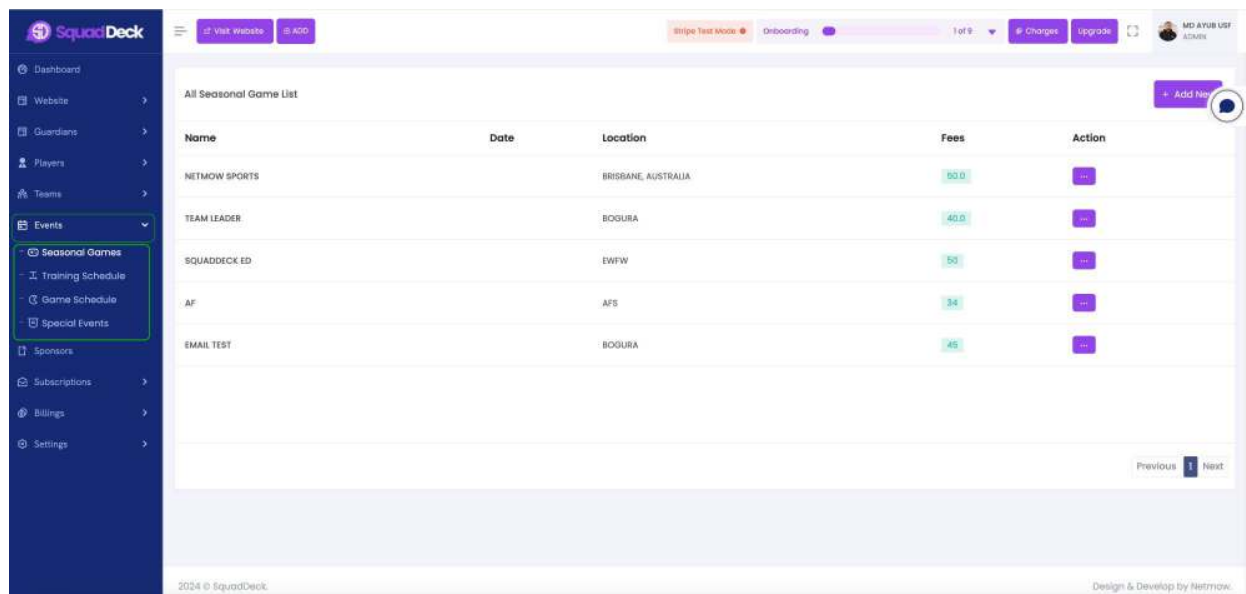 SquadDeck
Visit Website
ADD
Stripe Test Mode
Onboarding
1 of 9
Charges
Upgrade
MD AYUB USF
ADMIN
Dashboard
Website
Guardians
Players
Teams
Events
Seasonal Games
Training Schedule
Game Schedule
Special Events
Sponsors
Subscriptions
Billings
Settings
All Seasonal Game List
+ Add New
Name Date Location Fees Action
NETMOW SPORTS BRISBANE, AUSTRALIA 50.0 ...
TEAM LEADER BOGURA 40.0 ...
SQUADDECK ED EWFW 50 ...
AF AFS 34 ...
EMAIL TEST BOGURA 45 ...
Previous 1 Next
2024 © SquadDeck.
Design & Develop by Netmow.